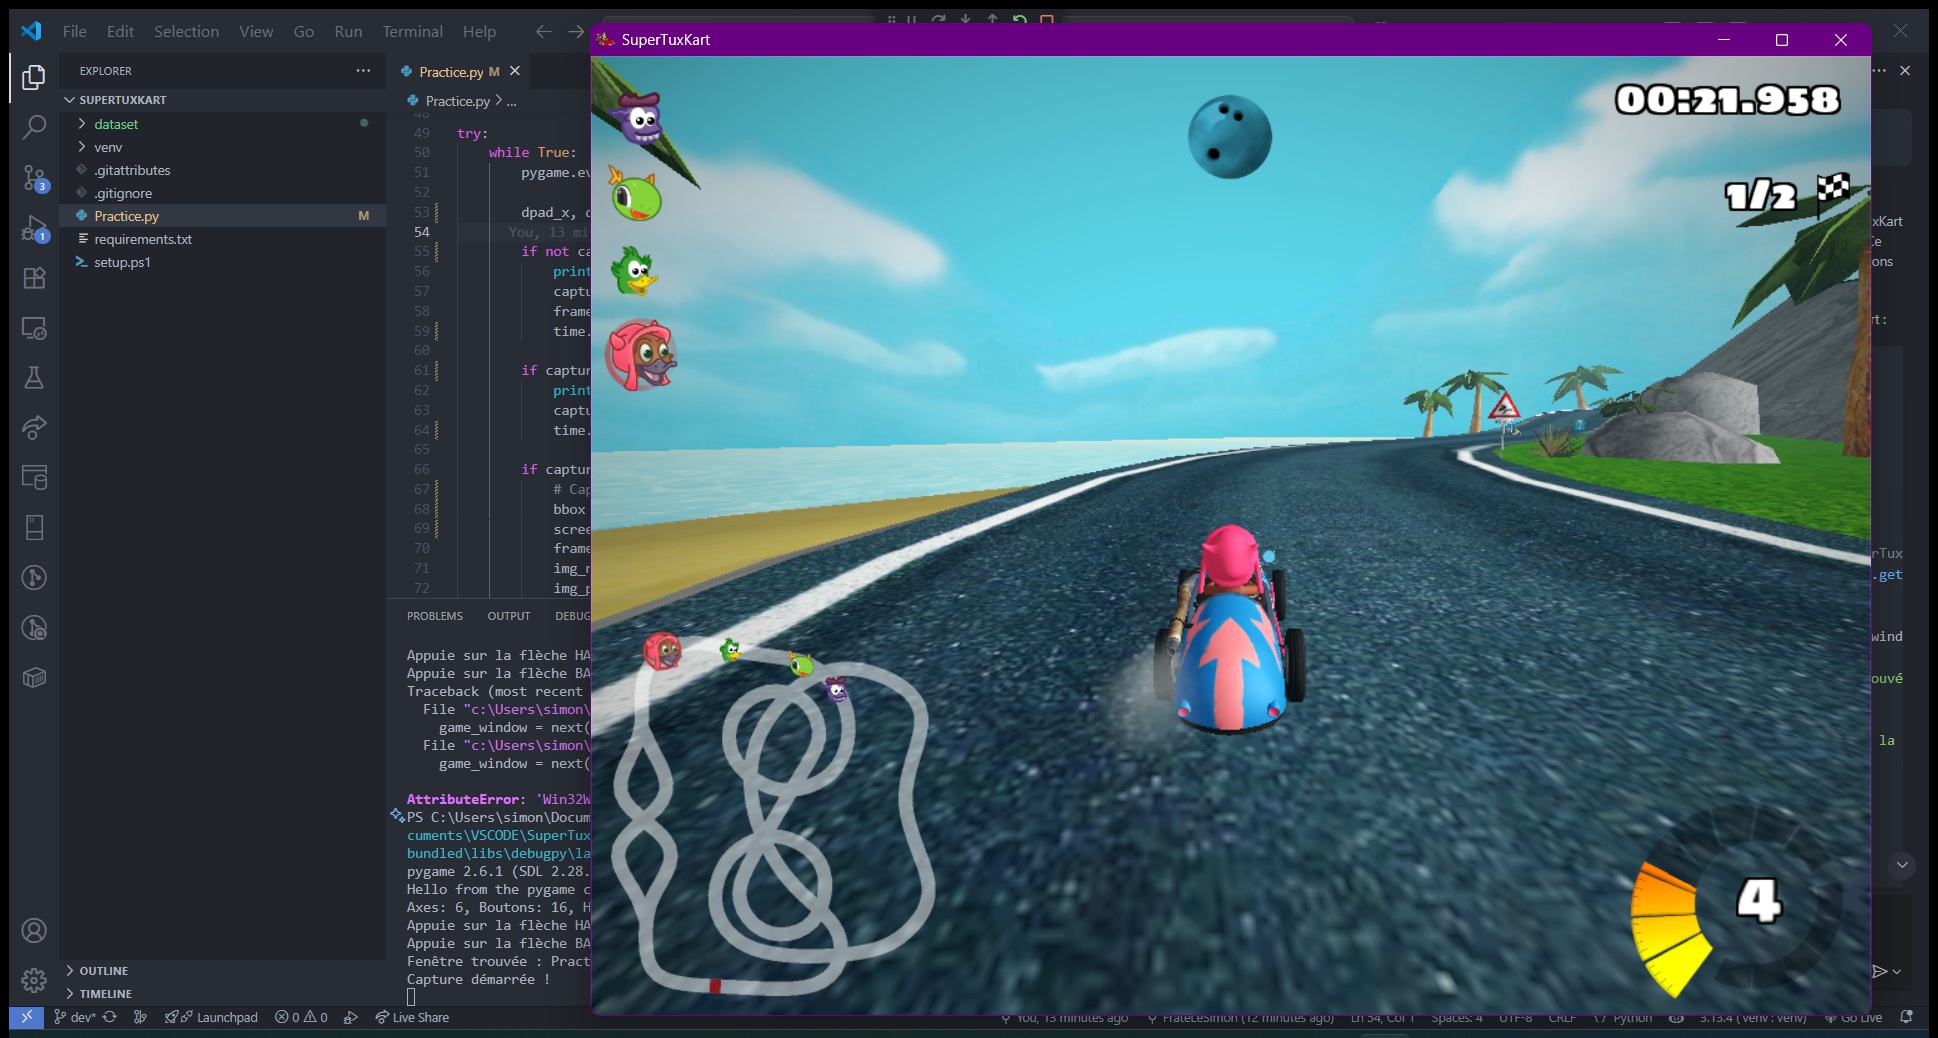 File Edit Selection View Go Run Terminal Help
SuperTuxKart
EXPLORER
SUPERTUXKART
dataset
venv
.gitattributes
.gitignore
Practice.py M
requirements.txt
setup.ps1
OUTLINE
TIMELINE
Practice.py M
Practice.py > ...
48
49 try:
50 while True:
51 pygame.ev
52
53 dpad_x, d
54 You, 13 mi
55 if not ca
56 print
57 captu
58 frame
59 time.
60
61 if captur
62 print
63 captu
64 time.
65
66 if captur
67 # Cap
68 bbox
69 scree
70 frame
71 img_r
72 img_p
PROBLEMS OUTPUT DEBUG
Appuie sur la flèche HA
Appuie sur la flèche BA
Traceback (most recent
File "c:\Users\simon\
game_window = next(
File "c:\Users\simon\
game_window = next(
AttributeError: 'Win32W
PS C:\Users\simon\Docum
cuments\VSCODE\SuperTux
bundled\libs\debugpy\la
pygame 2.6.1 (SDL 2.28.
Hello from the pygame c
Axes: 6, Boutons: 16, H
Appuie sur la flèche HA
Appuie sur la flèche BA
Fenêtre trouvée : Pract
Capture démarrée !
00:21.958
1/2
4
xKart
ons
rt:
rTux
.get
wind
ouvé
la
3
1
dev* Launchpad 0 0 Live Share You, 13 minutes ago FrateLeSimon (12 minutes ago) Ln 54, Col 1 Spaces: 4 UTF-8 CRLF Python 3.13.4 (venv: venv) Go Live